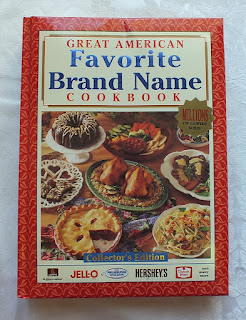 GREAT AMERICAN
Favorite
Brand Name
COOKBOOK
MILLIONS
Collector's Edition
JELL-O
HERSHEY'S